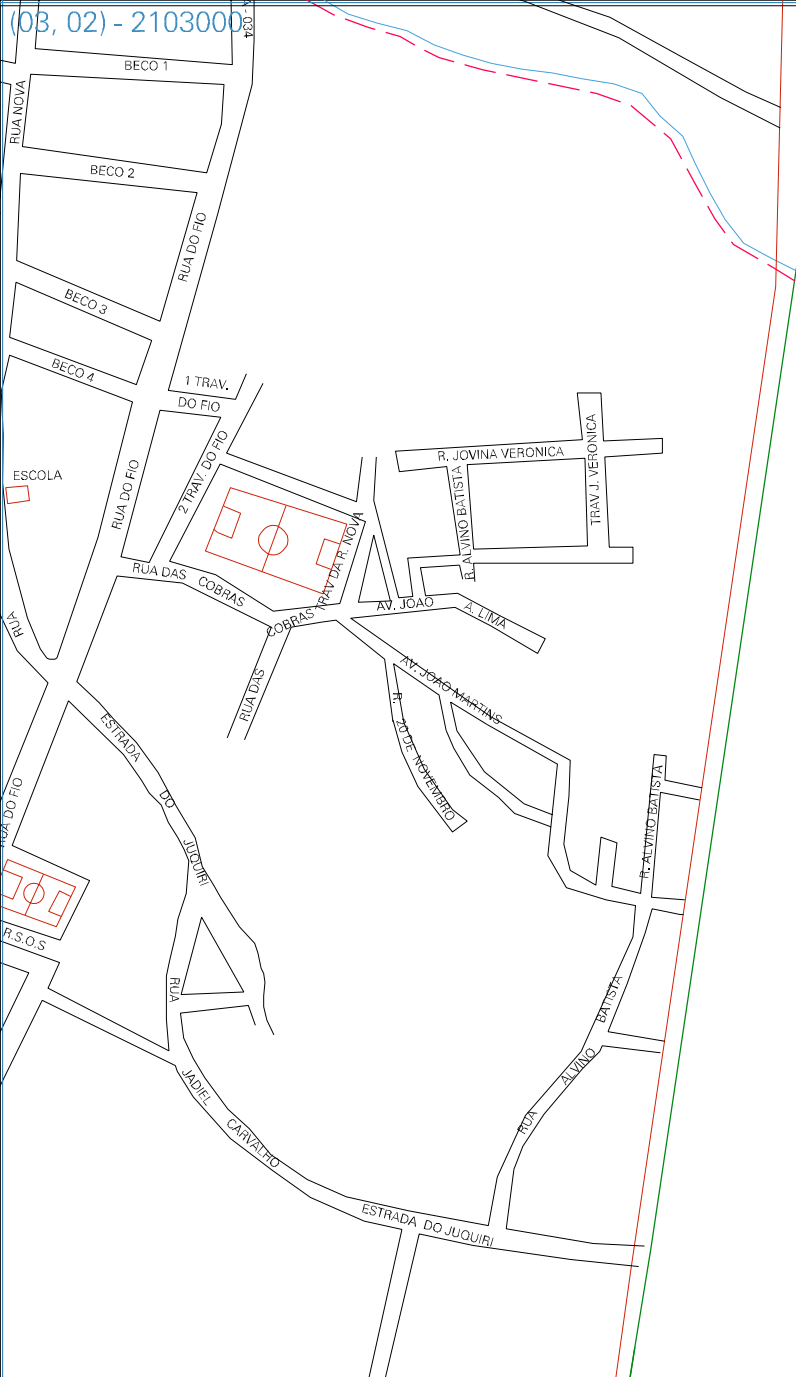 (03, 02) - 2103000
- 034
BECO 1
RUA NOVA
BECO 2
RUA DO FIO
BECO 3
BECO 4
1 TRAV.
DO FIO
2 TRAV. DO FIO
RUA DO FIO
ESCOLA
R. JOVINA VERONICA
TRAV J. VERONICA
R. ALVINO BATISTA
TRAV DA R. NOVA
RUA DAS COBRAS
COBRAS
AV. JOAO
A. LIMA
RUA
RUA DAS
AV. JOAO MARTINS
R. 20 DE NOVEMBRO
ESTRADA
DO
JUQUIRI
RUA DO FIO
R. ALVINO BATISTA
R.S.O.S
RUA
JADIEL
CARVALHO
BATISTA
ALVINO
RUA
ESTRADA DO JUQUIRI